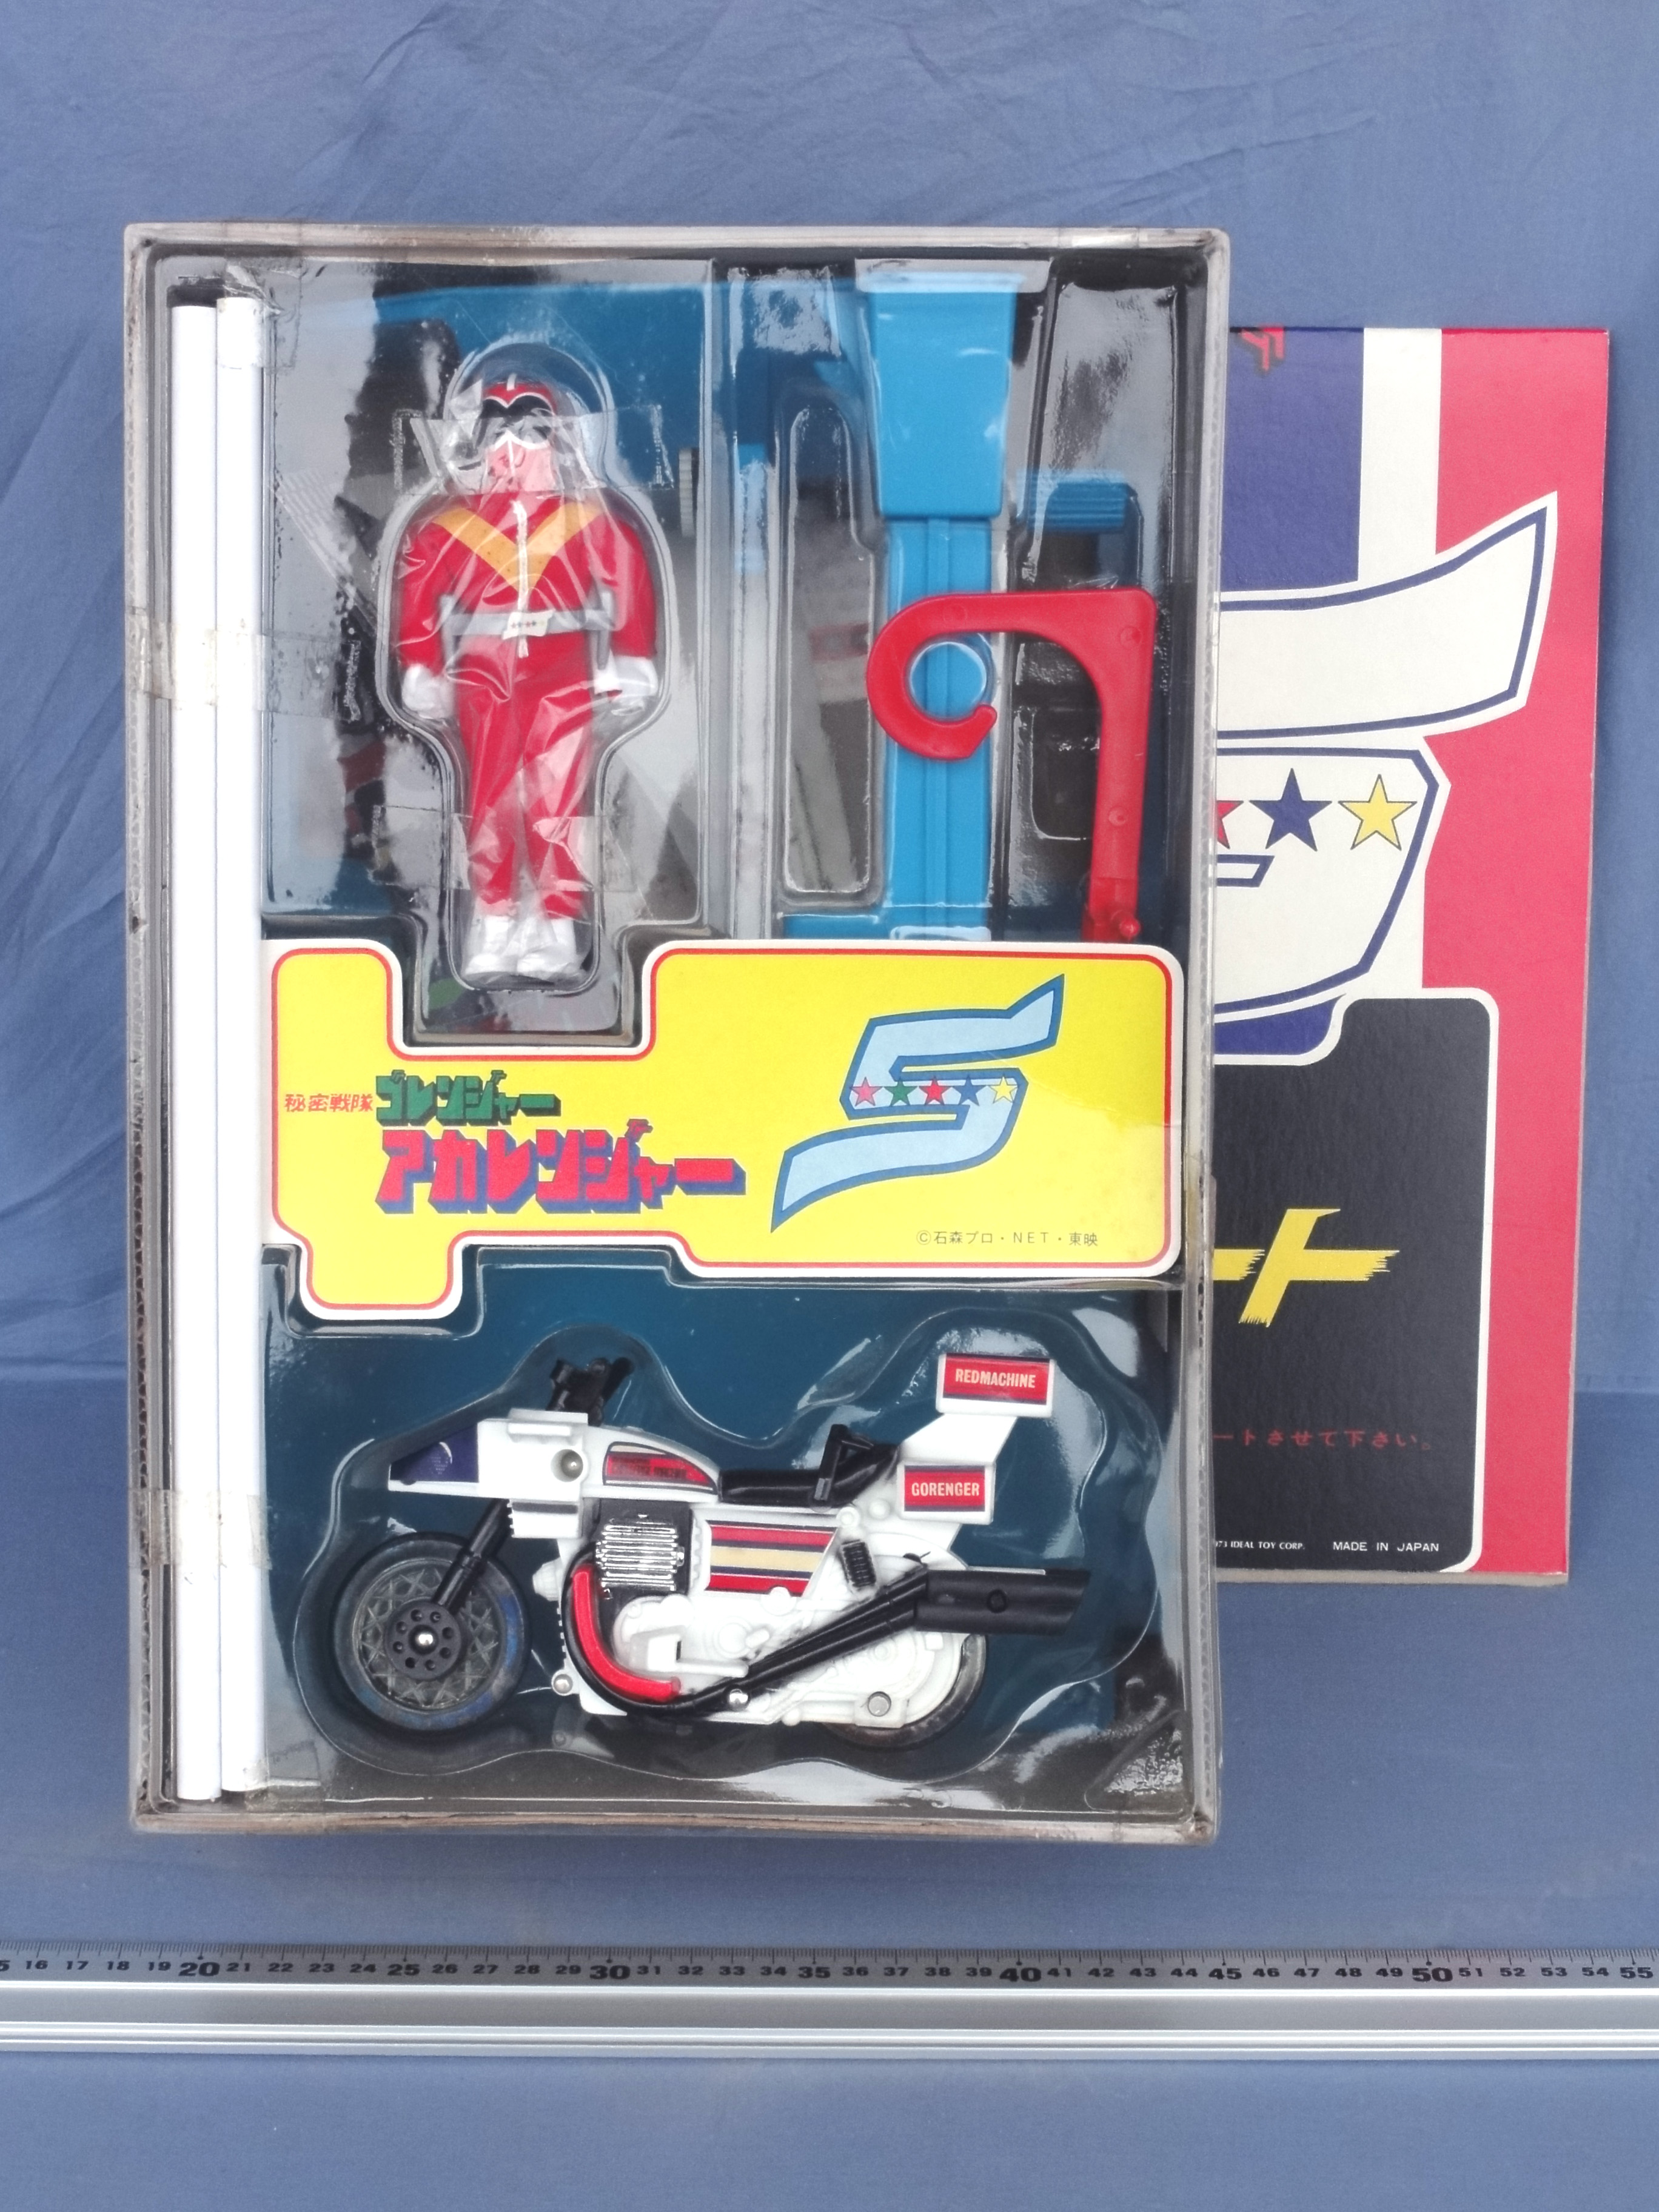 秘密戦隊ゴレンジャー
アカレンジャー
©石森プロ・NET・東映
REDMACHINE
GORENGER
ート
ートさせて下さい。
73 IDEAL TOY CORP. MADE IN JAPAN
16 17 18 19 20 21 22 23 24 25 26 27 28 29 30 31 32 33 34 35 36 37 38 39 40 41 42 43 44 45 46 47 48 49 50 51 52 53 54 55